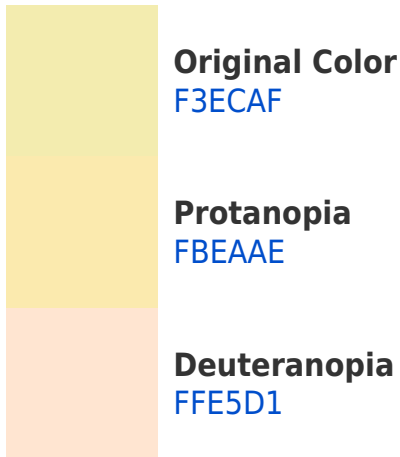 Original Color
F3ECAF
Protanopia
FBEAAE
Deuteranopia
FFE5D1